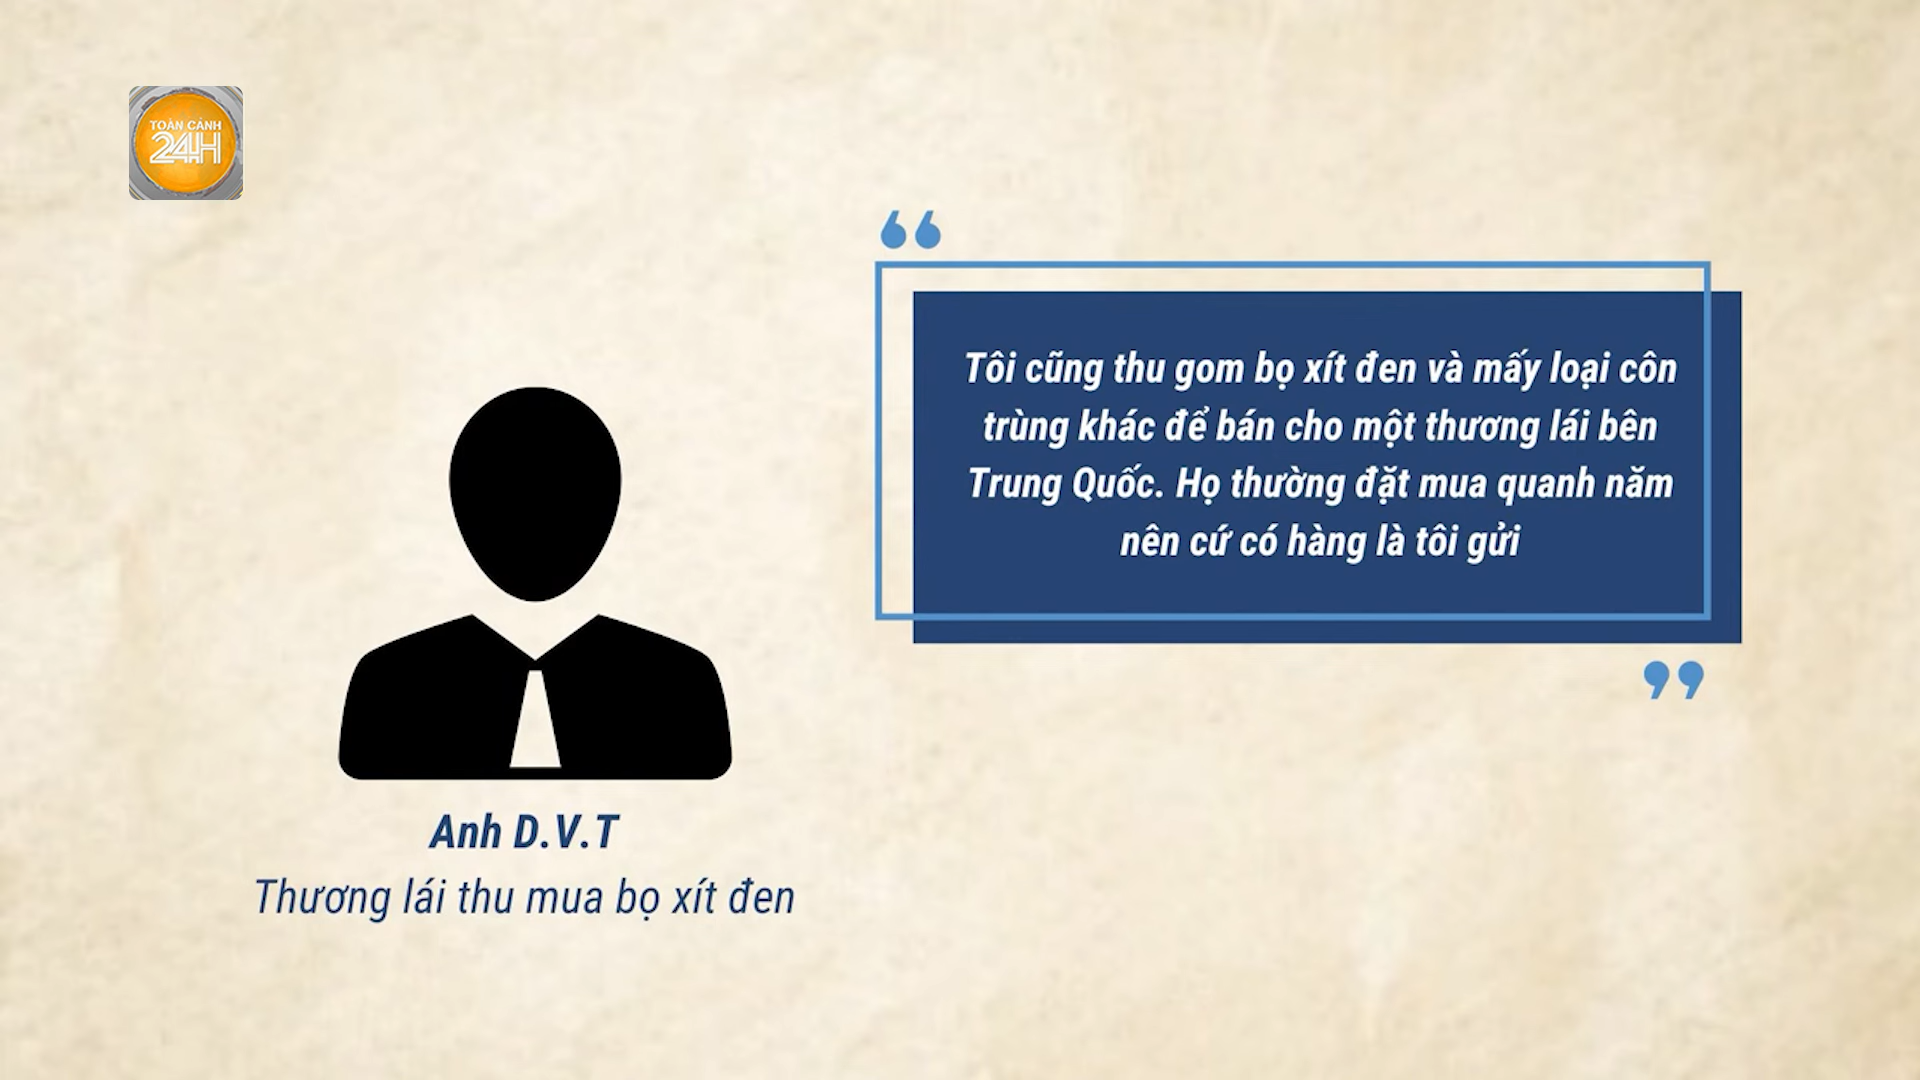 TOÀN CẢNH
24H
Tôi cũng thu gom bọ xít đen và mấy loại côn
trùng khác để bán cho một thương lái bên
Trung Quốc. Họ thường đặt mua quanh năm
nên cứ có hàng là tôi gửi
Anh D.V.T
Thương lái thu mua bọ xít đen